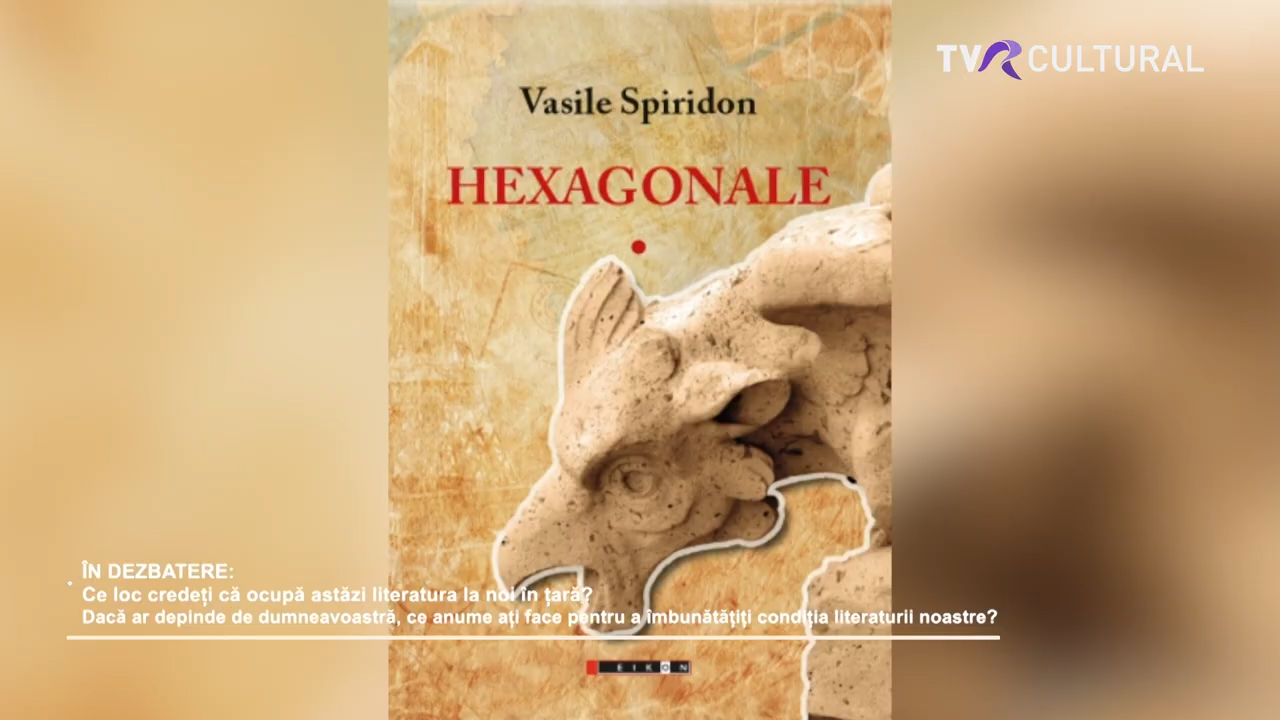 TVR CULTURAL
Vasile Spiridon
HEXAGONALE
ÎN DEZBATERE:
Ce loc credeți că ocupă astăzi literatura la noi în țară?
Dacă ar depinde de dumneavoastră, ce anume ați face pentru a îmbunătățiți condiția literaturii noastre?
EIKON